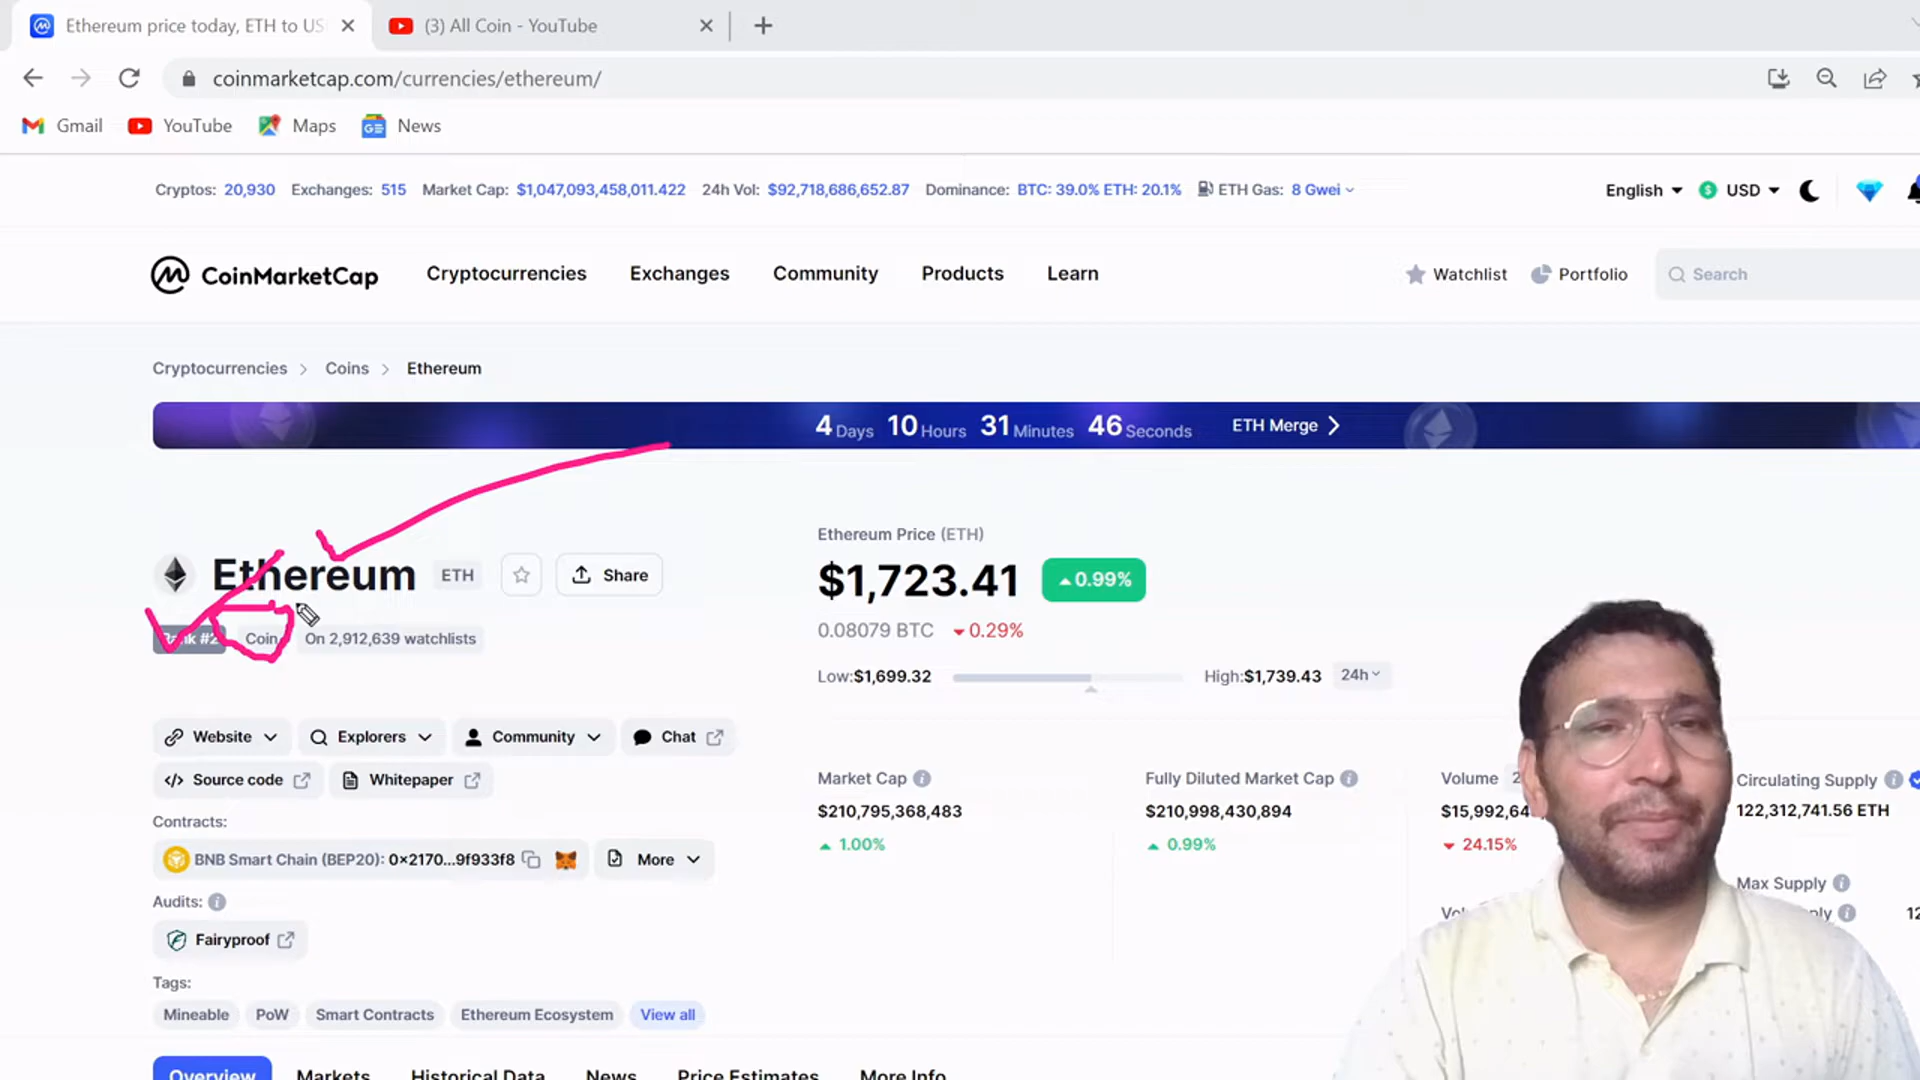 Ethereum price today, ETH to US
(3) All Coin - YouTube
coinmarketcap.com/currencies/ethereum/
Gmail YouTube Maps News
Cryptos: 20,930 Exchanges: 515 Market Cap: $1,047,093,458,011.422 24h Vol: $92,718,686,652.87 Dominance: BTC: 39.0% ETH: 20.1% ETH Gas: 8 Gwei English USD
CoinMarketCap Cryptocurrencies Exchanges Community Products Learn Watchlist Portfolio Search
Cryptocurrencies > Coins > Ethereum
4 Days 10 Hours 31 Minutes 46 Seconds ETH Merge
Ethereum ETH Share
Rank #2 Coin On 2,912,639 watchlists
Ethereum Price (ETH)
$1,723.41 0.99%
0.08079 BTC 0.29%
Low:$1,699.32 High:$1,739.43 24h
Website Explorers Community Chat
Source code Whitepaper
Contracts:
BNB Smart Chain (BEP20): 0x2170...9f933f8 More
Audits:
Fairyproof
Tags:
Mineable PoW Smart Contracts Ethereum Ecosystem View all
Market Cap
$210,795,368,483
1.00%
Fully Diluted Market Cap
$210,998,430,894
0.99%
Volume
$15,992,64
24.15%
Circulating Supply
122,312,741.56 ETH
Max Supply
Overview Markets Historical Data News Price Estimates More Info